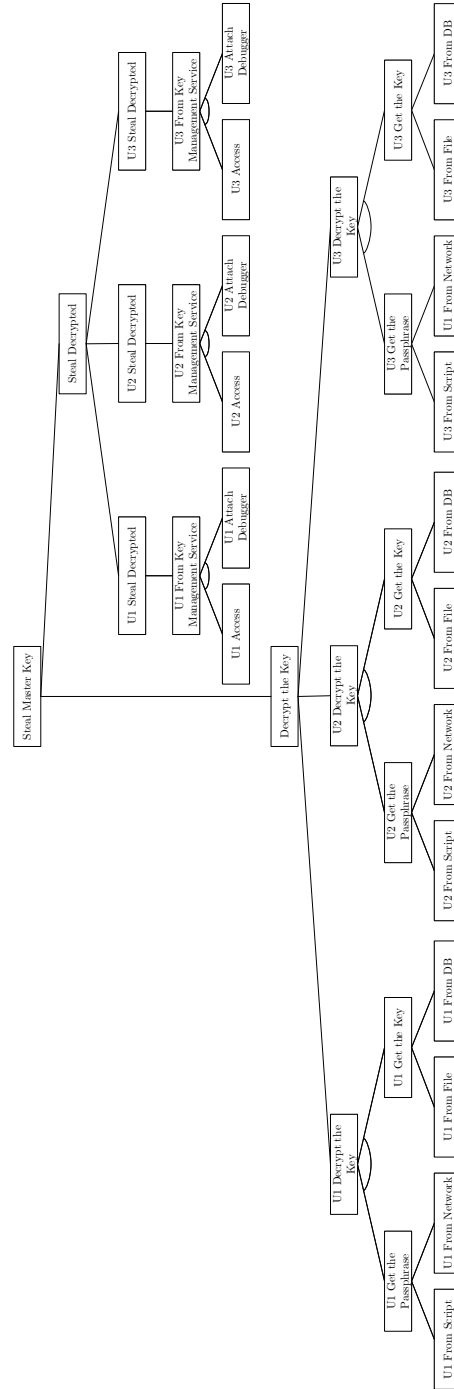 Steal Master Key
Steal Decrypted
U1 Steal Decrypted
U2 Steal Decrypted
U3 Steal Decrypted
U1 From Key
Management Service
U2 From Key
Management Service
U3 From Key
Management Service
U1 Access
U1 Attach
Debugger
U2 Access
U2 Attach
Debugger
U3 Access
U3 Attach
Debugger
Decrypt the Key
U1 Decrypt the
Key
U2 Decrypt the
Key
U3 Decrypt the
Key
U1 Get the
Passphrase
U1 Get the Key
U2 Get the
Passphrase
U2 Get the Key
U3 Get the
Passphrase
U3 Get the Key
U1 From Script
U1 From Network
U1 From File
U1 From DB
U2 From Script
U2 From Network
U2 From File
U2 From DB
U3 From Script
U1 From Network
U3 From File
U3 From DB